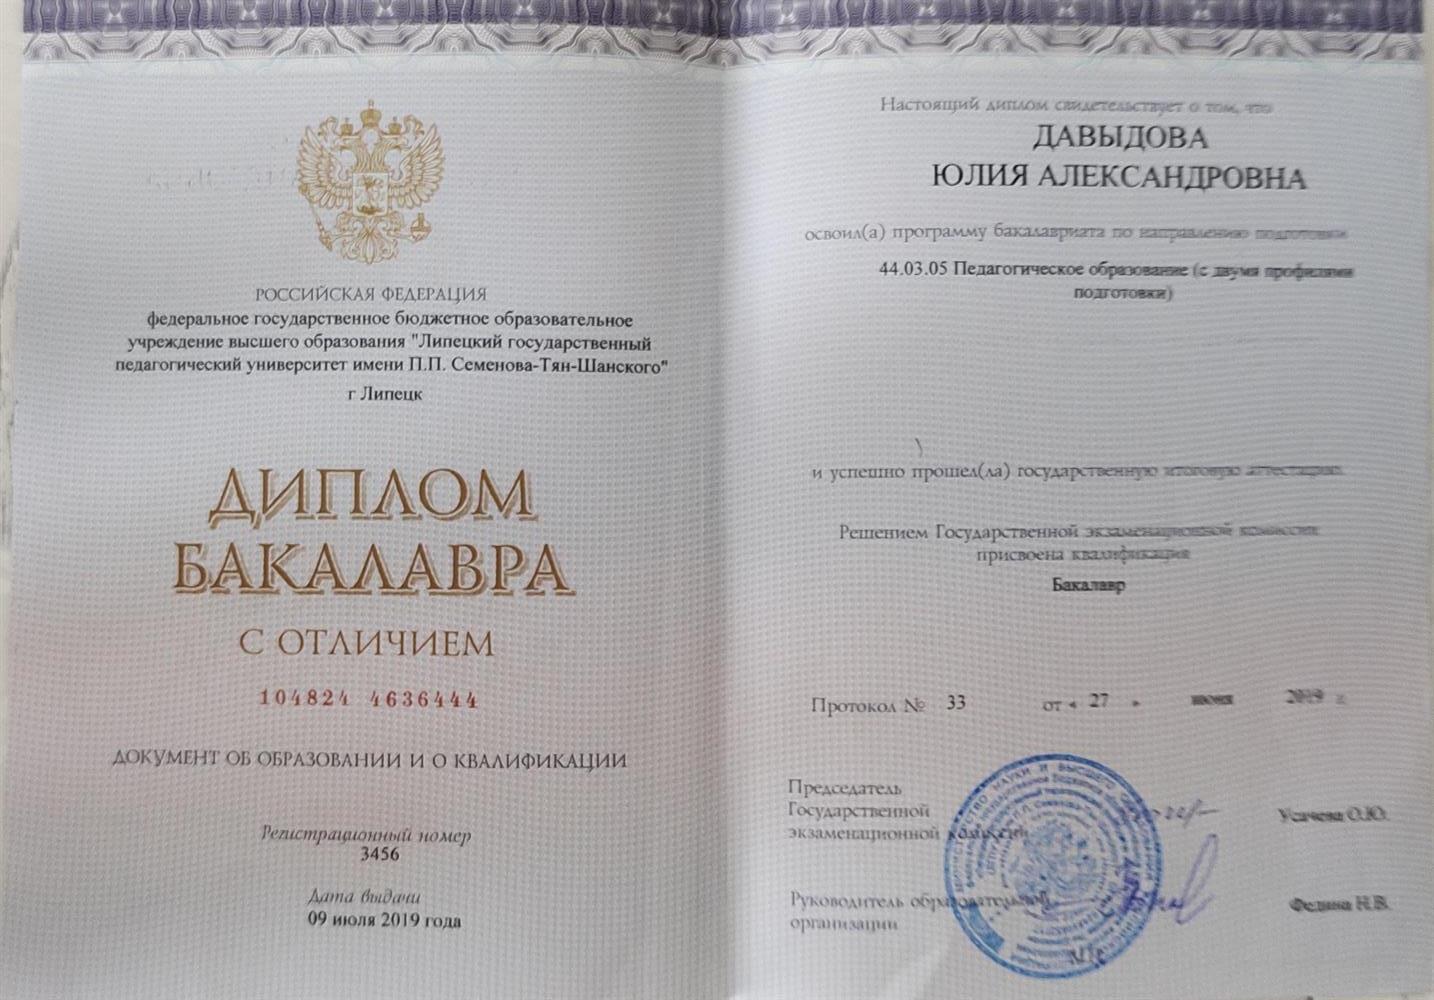 РОССИЙСКАЯ ФЕДЕРАЦИЯ
федеральное государственное бюджетное образовательное
учреждение высшего образования "Липецкий государственный
педагогический университет имени П.П. Семенова-Тян-Шанского"
г Липецк
ДИПЛОМ
БАКАЛАВРА
С ОТЛИЧИЕМ
104824 4636444
ДОКУМЕНТ ОБ ОБРАЗОВАНИИ И О КВАЛИФИКАЦИИ
Регистрационный номер
3456
Дата выдачи
09 июля 2019 года
Настоящий диплом свидетельствует о том, что
ДАВЫДОВА
ЮЛИЯ АЛЕКСАНДРОВНА
освоил(а) программу бакалавриата по направлению подготовки
44.03.05 Педагогическое образование (с двумя профилями
подготовки)
и успешно прошел(ла) государственную итоговую аттестацию
Решением Государственной экзаменационной комиссии
присвоена квалификация
Бакалавр
Протокол № 33 от « 27 » июня 2019 г.
Председатель
Государственной
экзаменационной комиссии
Усачева О.Ю.
Руководитель образовательной
организации
Федина Н.В.